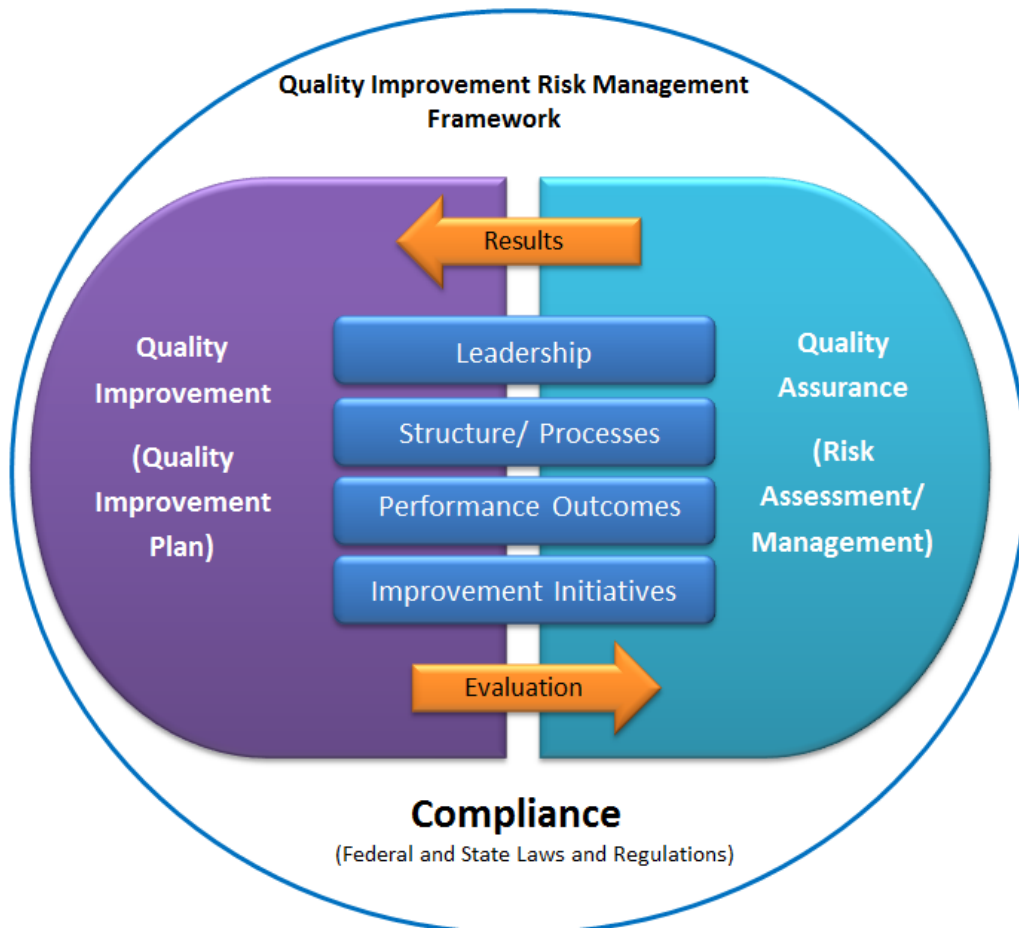 Quality Improvement Risk Management
Framework
Results
Quality
Improvement
(Quality
Improvement
Plan)
Leadership
Structure/ Processes
Performance Outcomes
Improvement Initiatives
Quality
Assurance
(Risk
Assessment/
Management)
Evaluation
Compliance
(Federal and State Laws and Regulations)